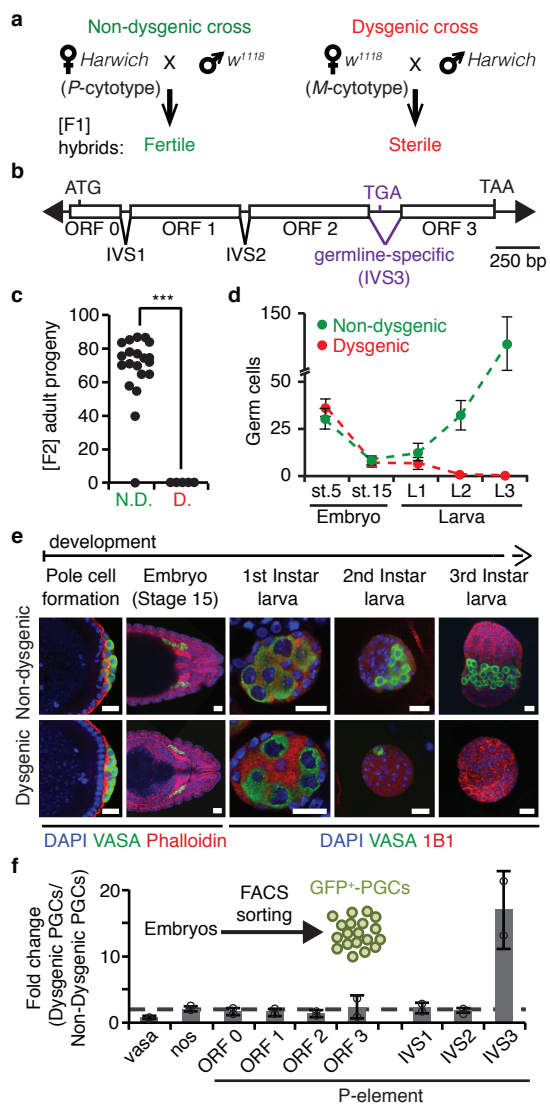 a
Non-dysgenic cross
Dysgenic cross
Harwich X w1118
w1118 X Harwich
(P-cytotype)
(M-cytotype)
[F1]
hybrids:
Fertile
Sterile
b
ATG
TGA
TAA
ORF 0
ORF 1
ORF 2
ORF 3
IVS1
IVS2
germline-specific
(IVS3)
250 bp
c
[F2] adult progeny
100
80
60
40
20
0
***
N.D.
D.
d
Germ cells
150
50
25
0
Non-dysgenic
Dysgenic
st.5
st.15
L1
L2
L3
Embryo
Larva
e
development
Pole cell
formation
Embryo
(Stage 15)
1st Instar
larva
2nd Instar
larva
3rd Instar
larva
Non-dysgenic
Dysgenic
DAPI VASA Phalloidin
DAPI VASA 1B1
f
Fold change
(Dysgenic PGCs/
Non-Dysgenic PGCs)
20
10
0
Embryos
FACS
sorting
GFP+-PGCs
vasa
nos
ORF 0
ORF 1
ORF 2
ORF 3
IVS1
IVS2
IVS3
P-element